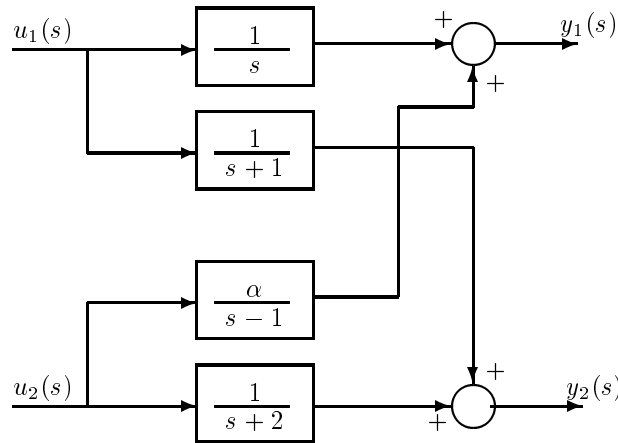 u₁(s)
1
s
+
y₁(s)
+
1
s + 1
α
s − 1
u₂(s)
1
s + 2
+
+
y₂(s)